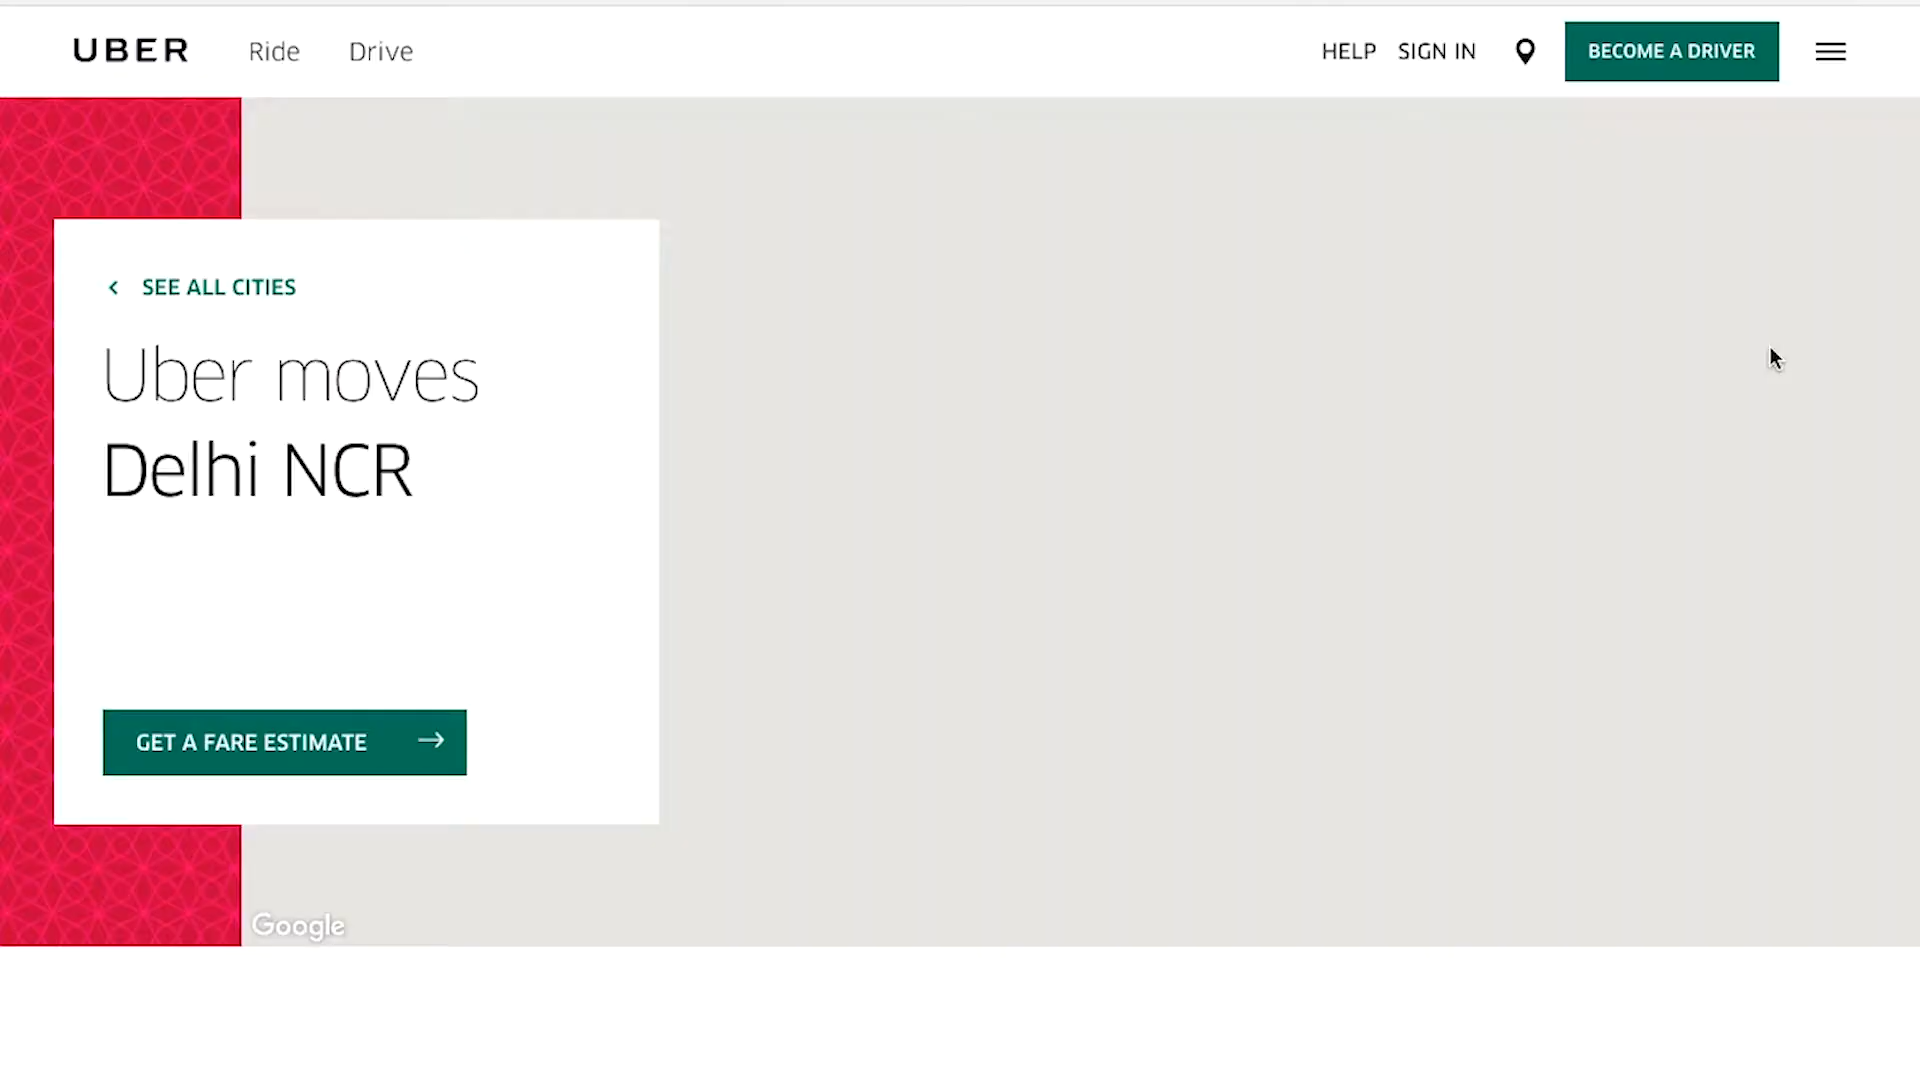 UBER Ride Drive HELP SIGN IN BECOME A DRIVER
SEE ALL CITIES
Uber moves
Delhi NCR
GET A FARE ESTIMATE
Google